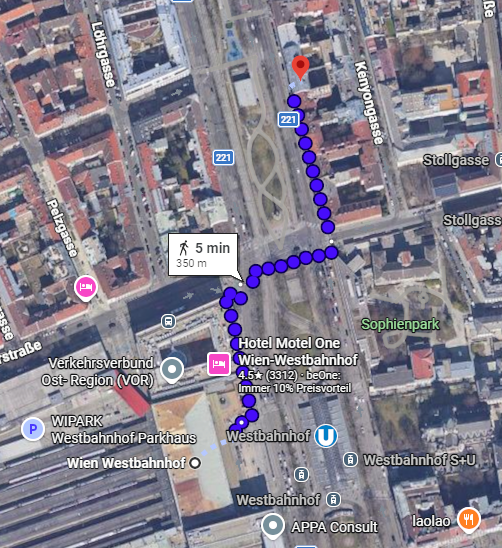 Löhrgasse
Kenyongasse
221
221
Stollgasse
Stollgass
Pelzgasse
5 min
350 m
Sophienpark
Hotel Motel One
Wien-Westbahnhof
4.5★ (3312) · beOne:
Immer 10% Preisvorteil
Verkehrsverbund
Ost- Region (VOR)
P
WIPARK
Westbahnhof Parkhaus
Westbahnhof
U
Wien Westbahnhof
Westbahnhof S+U
Westbahnhof
APPA Consult
laolao